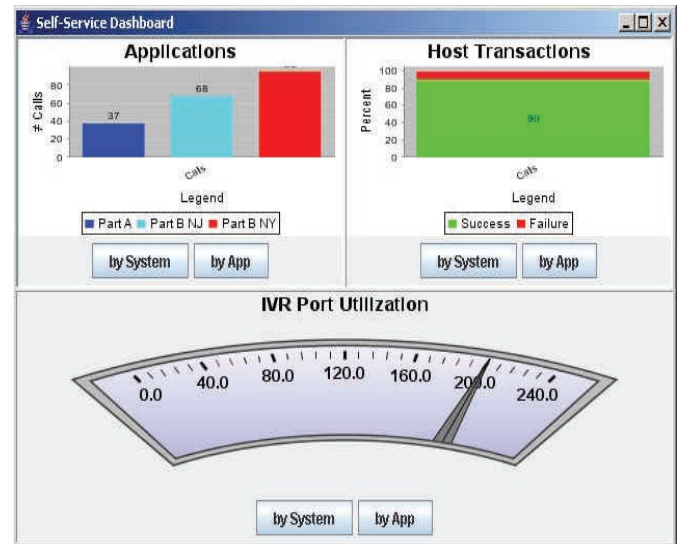 Self-Service Dashboard
Applications
≠ Calls
80
60
40
20
0
37
68
Calls
Legend
Part A Part B NJ Part B NY
by System by App
Host Transactions
Percent
100
80
60
40
20
0
90
Calls
Legend
Success Failure
by System by App
IVR Port Utilization
0.0 40.0 80.0 120.0 160.0 200.0 240.0
by System by App